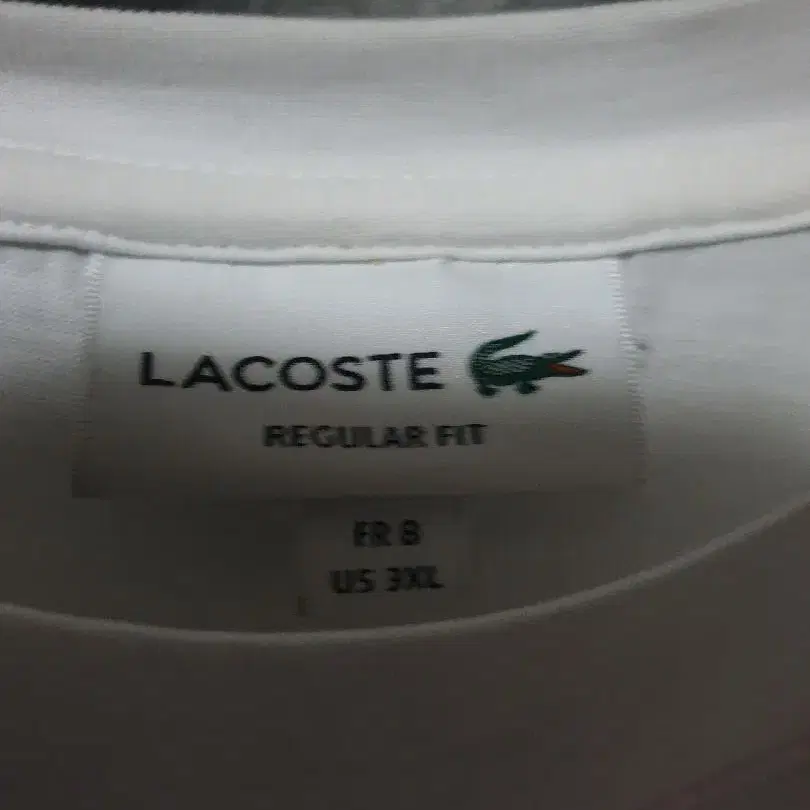 LACOSTE
REGULAR FIT
FR 8
US 3XL